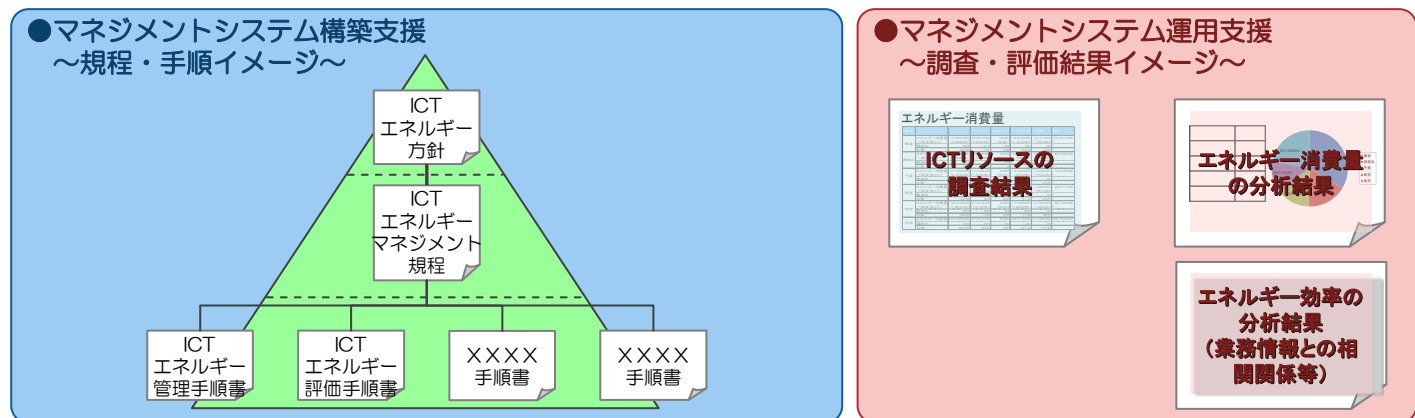 ●マネジメントシステム構築支援
～規程・手順イメージ～
ICT
エネルギー
方針
ICT
エネルギー
マネジメント
規程
ICT
エネルギー
管理手順書
ICT
エネルギー
評価手順書
××××
手順書
××××
手順書
●マネジメントシステム運用支援
～調査・評価結果イメージ～
エネルギー消費量
ICTリソースの
調査結果
エネルギー消費量
の分析結果
エネルギー効率の
分析結果
（業務情報との相
関関係等）